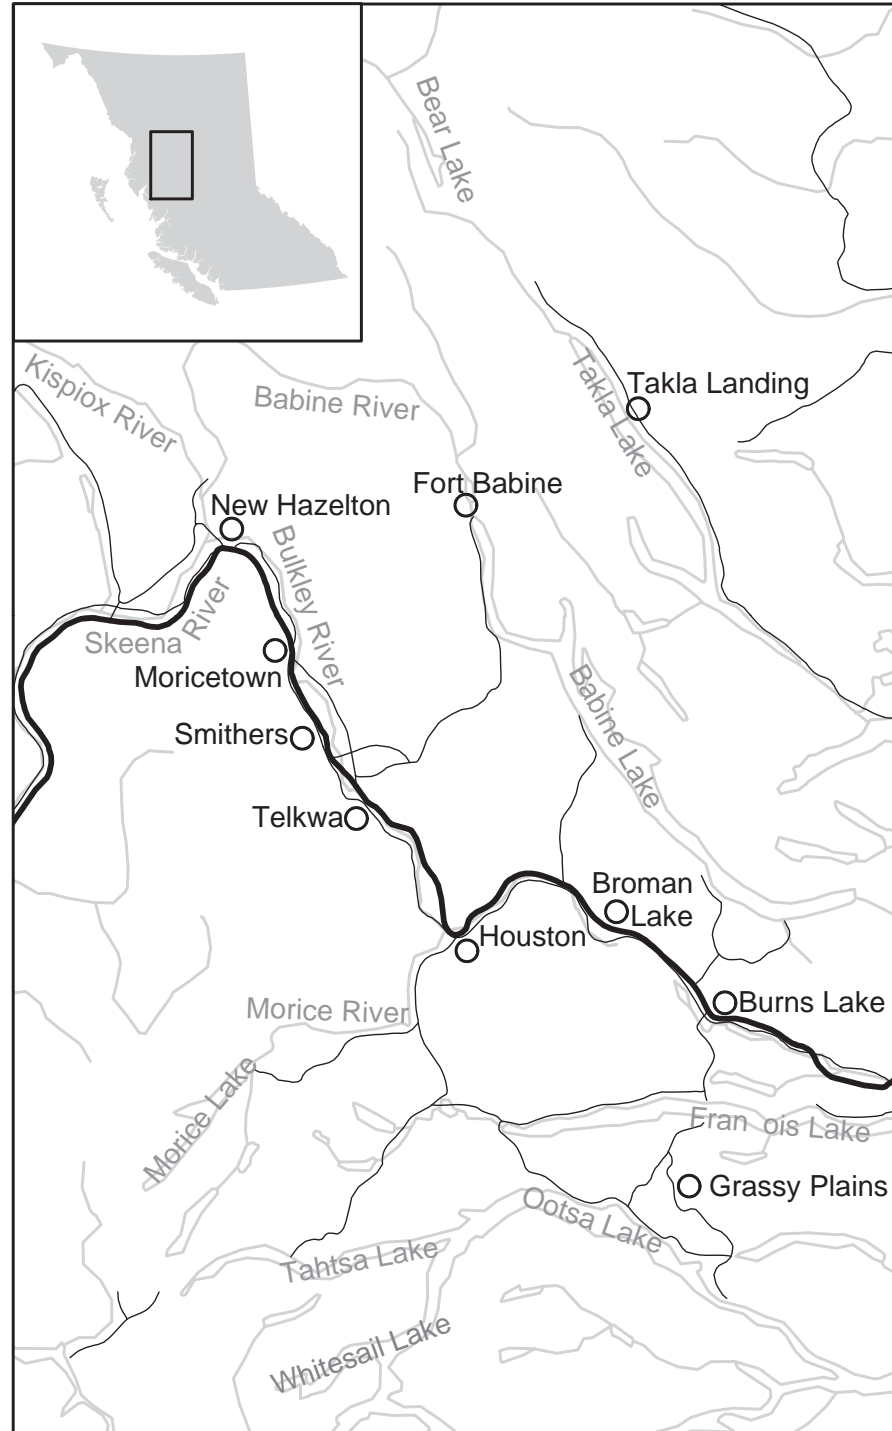 Bear Lake
Kispiox River
Babine River
Takla Lake
Takla Landing
Fort Babine
New Hazelton
Bulkley River
Skeena River
Moricetown
Babine Lake
Smithers
Telkwa
Broman
Lake
Houston
Burns Lake
Morice River
Morice Lake
Fran ois Lake
Grassy Plains
Ootsa Lake
Tahtsa Lake
Whitesail Lake